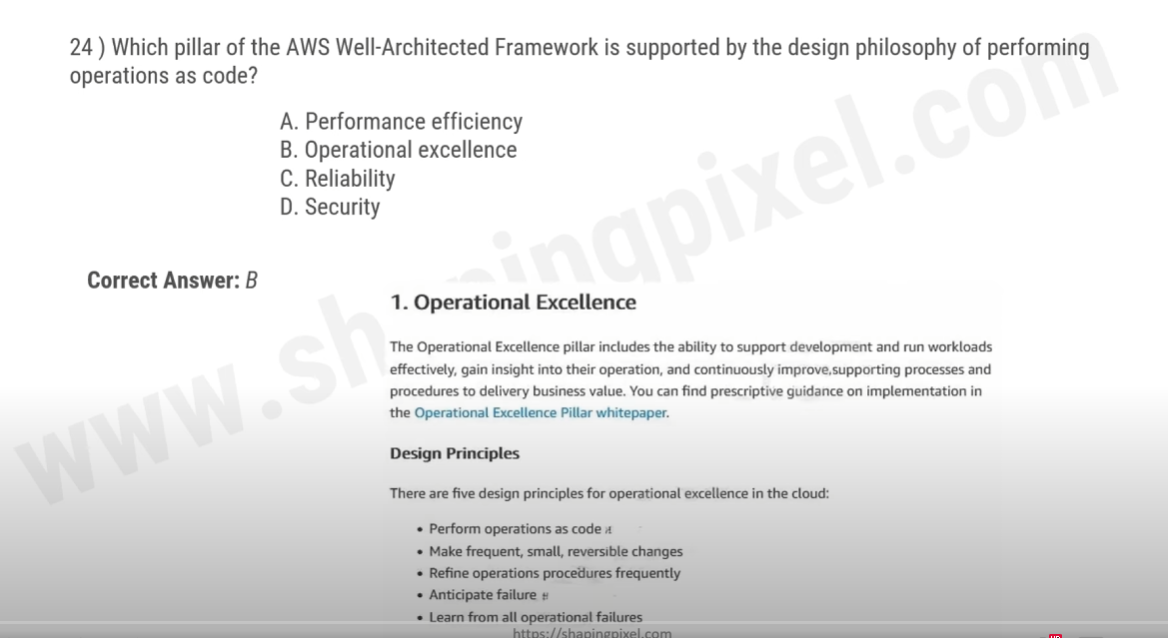 24 ) Which pillar of the AWS Well-Architected Framework is supported by the design philosophy of performing
operations as code?
A. Performance efficiency
B. Operational excellence
C. Reliability
D. Security
Correct Answer: B
1. Operational Excellence
The Operational Excellence pillar includes the ability to support development and run workloads
effectively, gain insight into their operation, and continuously improve,supporting processes and
procedures to delivery business value. You can find prescriptive guidance on implementation in
the Operational Excellence Pillar whitepaper.
Design Principles
There are five design principles for operational excellence in the cloud:
• Perform operations as code
• Make frequent, small, reversible changes
• Refine operations procedures frequently
• Anticipate failure
• Learn from all operational failures
https://shapingpixel.com